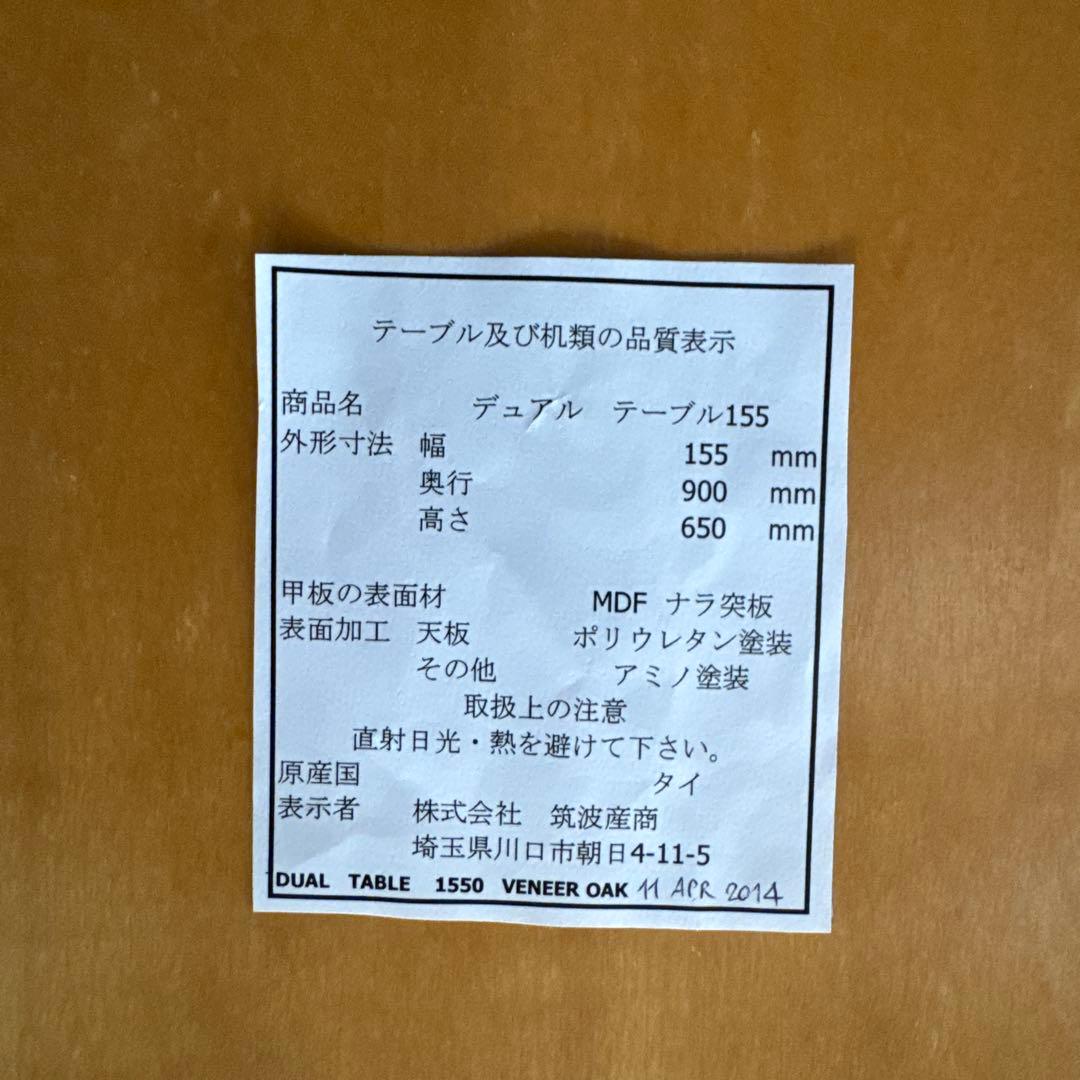 テーブル及び机類の品質表示
商品名 デュアル テーブル155
外形寸法 幅 155 mm
奥行 900 mm
高さ 650 mm
甲板の表面材 MDF ナラ突板
表面加工 天板 ポリウレタン塗装
その他 アミノ塗装
取扱上の注意
直射日光・熱を避けて下さい。
原産国 タイ
表示者 株式会社 筑波産商
埼玉県川口市朝日4-11-5
DUAL TABLE 1550 VENEER OAK 11 APR 2014